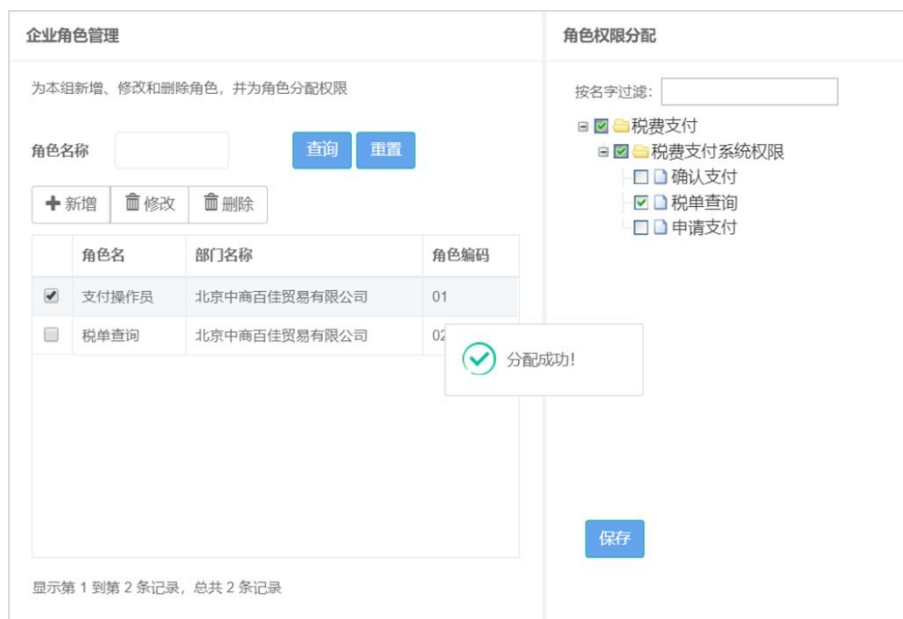 企业角色管理
为本组新增、修改和删除角色，并为角色分配权限
角色名称
查询
重置
新增
修改
删除
角色名 部门名称 角色编码
支付操作员 北京中商百佳贸易有限公司 01
税单查询 北京中商百佳贸易有限公司 02
显示第 1 到第 2 条记录，总共 2 条记录
角色权限分配
按名字过滤：
税费支付
税费支付系统权限
确认支付
税单查询
申请支付
分配成功!
保存